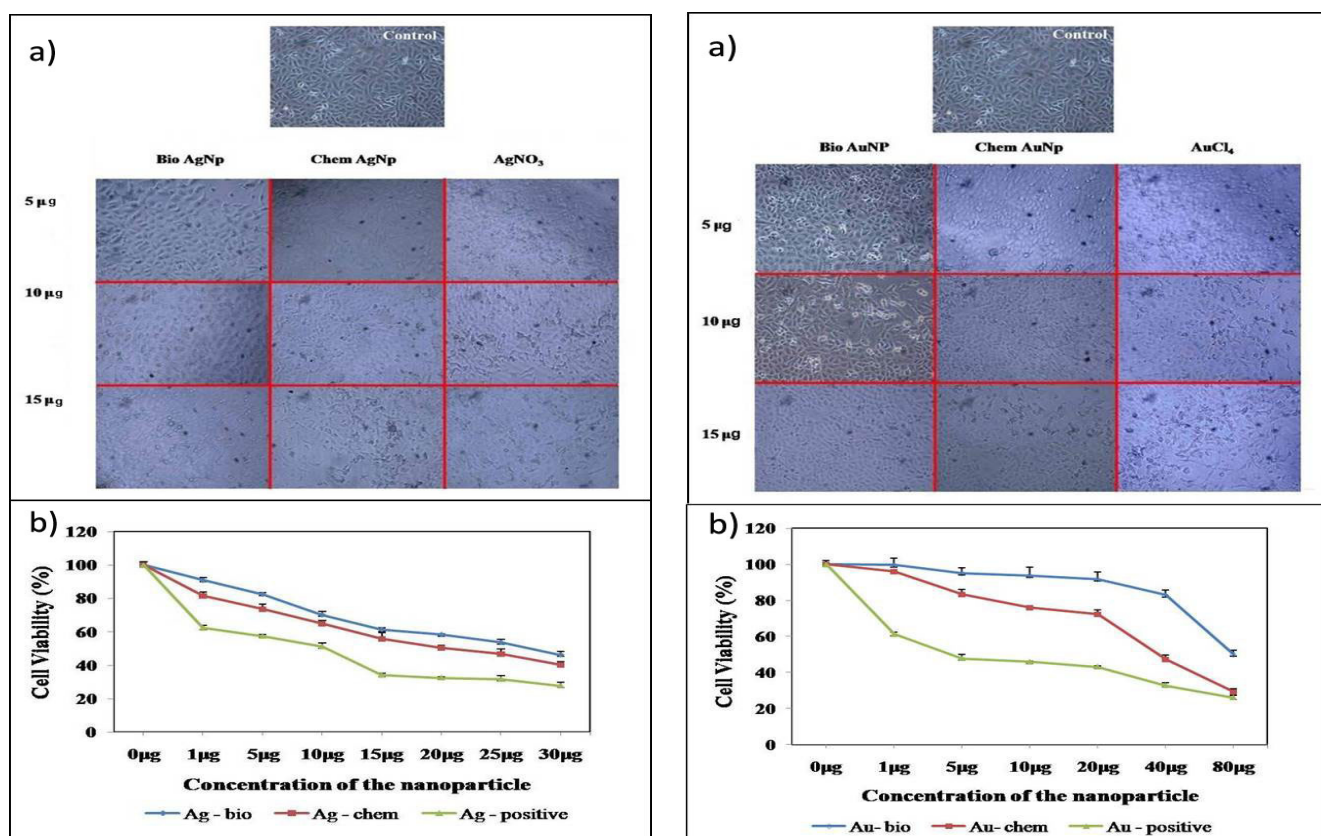 a)
Control
Bio AgNp Chem AgNp AgNO₃
5 µg
10 µg
15 µg
b)
120
100
80
60
40
20
0
Cell Viability (%)
0µg 1µg 5µg 10µg 15µg 20µg 25µg 30µg
Concentration of the nanoparticle
Ag - bio Ag - chem Ag - positive
a)
Control
Bio AuNP Chem AuNp AuCl₄
5 µg
10 µg
15 µg
b)
120
100
80
60
40
20
0
Cell Viability (%)
0µg 1µg 5µg 10µg 20µg 40µg 80µg
Concentration of the nanoparticle
Au- bio Au- chem Au - positive